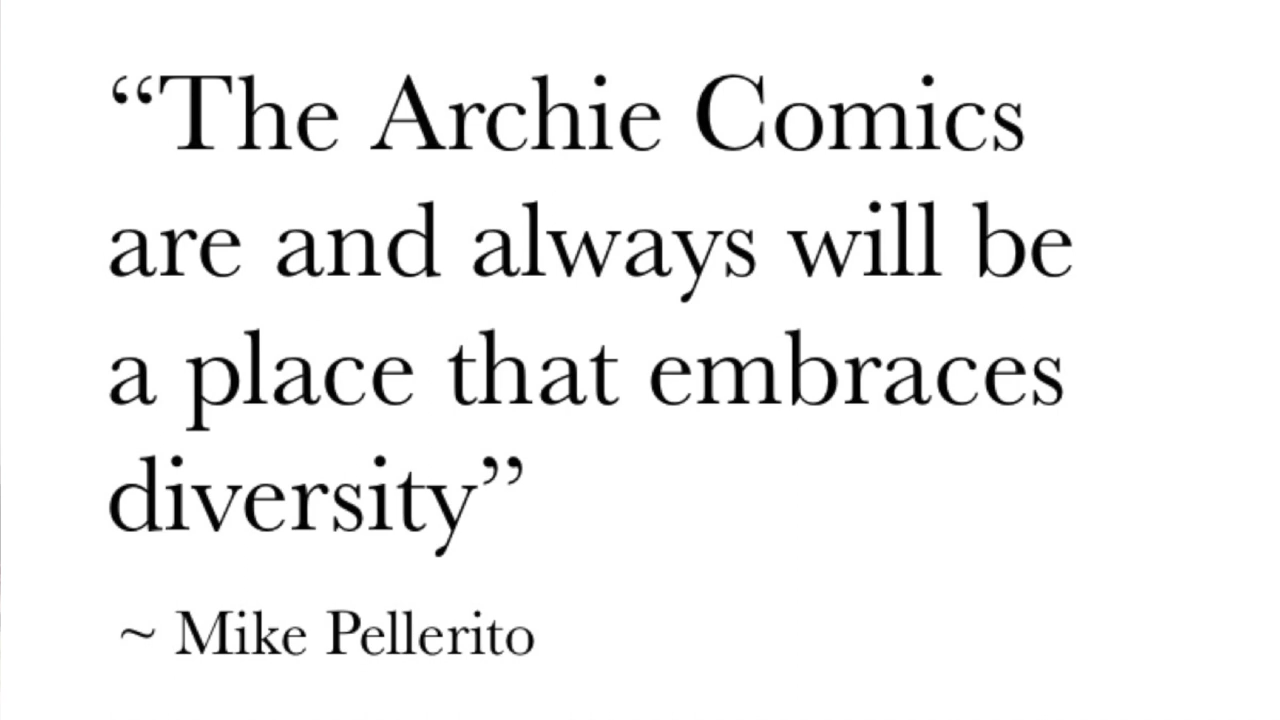 “The Archie Comics
are and always will be
a place that embraces
diversity”
~ Mike Pellerito